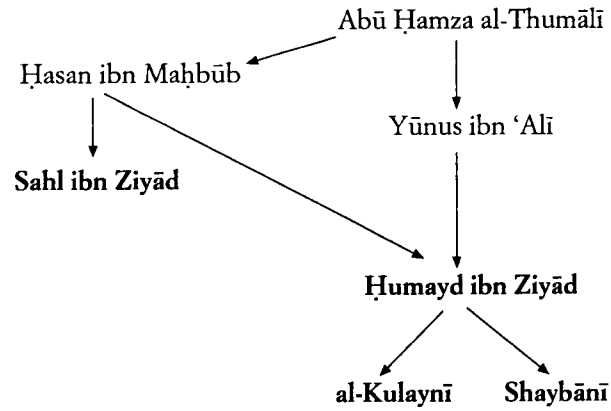 Abū Ḥamza al-Thumālī
Ḥasan ibn Maḥbūb
Yūnus ibn ‘Alī
Sahl ibn Ziyād
Ḥumayd ibn Ziyād
al-Kulaynī Shaybānī